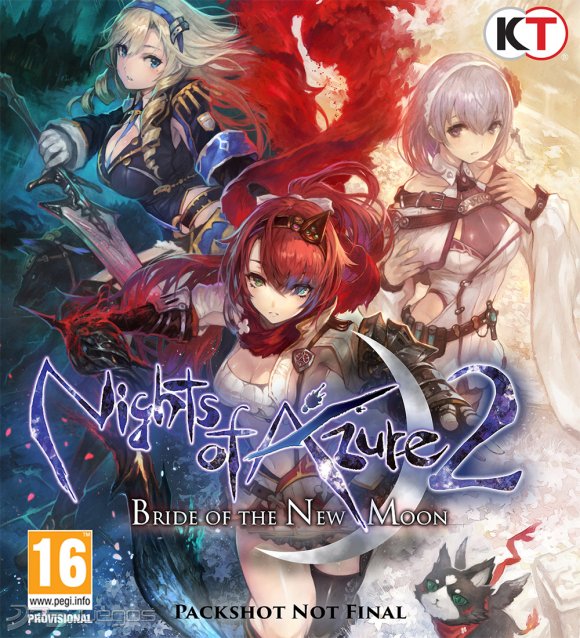 KT
Nights of Azure 2
BRIDE OF THE NEW MOON
16
www.pegi.info
PROVISIONAL
PACKSHOT NOT FINAL